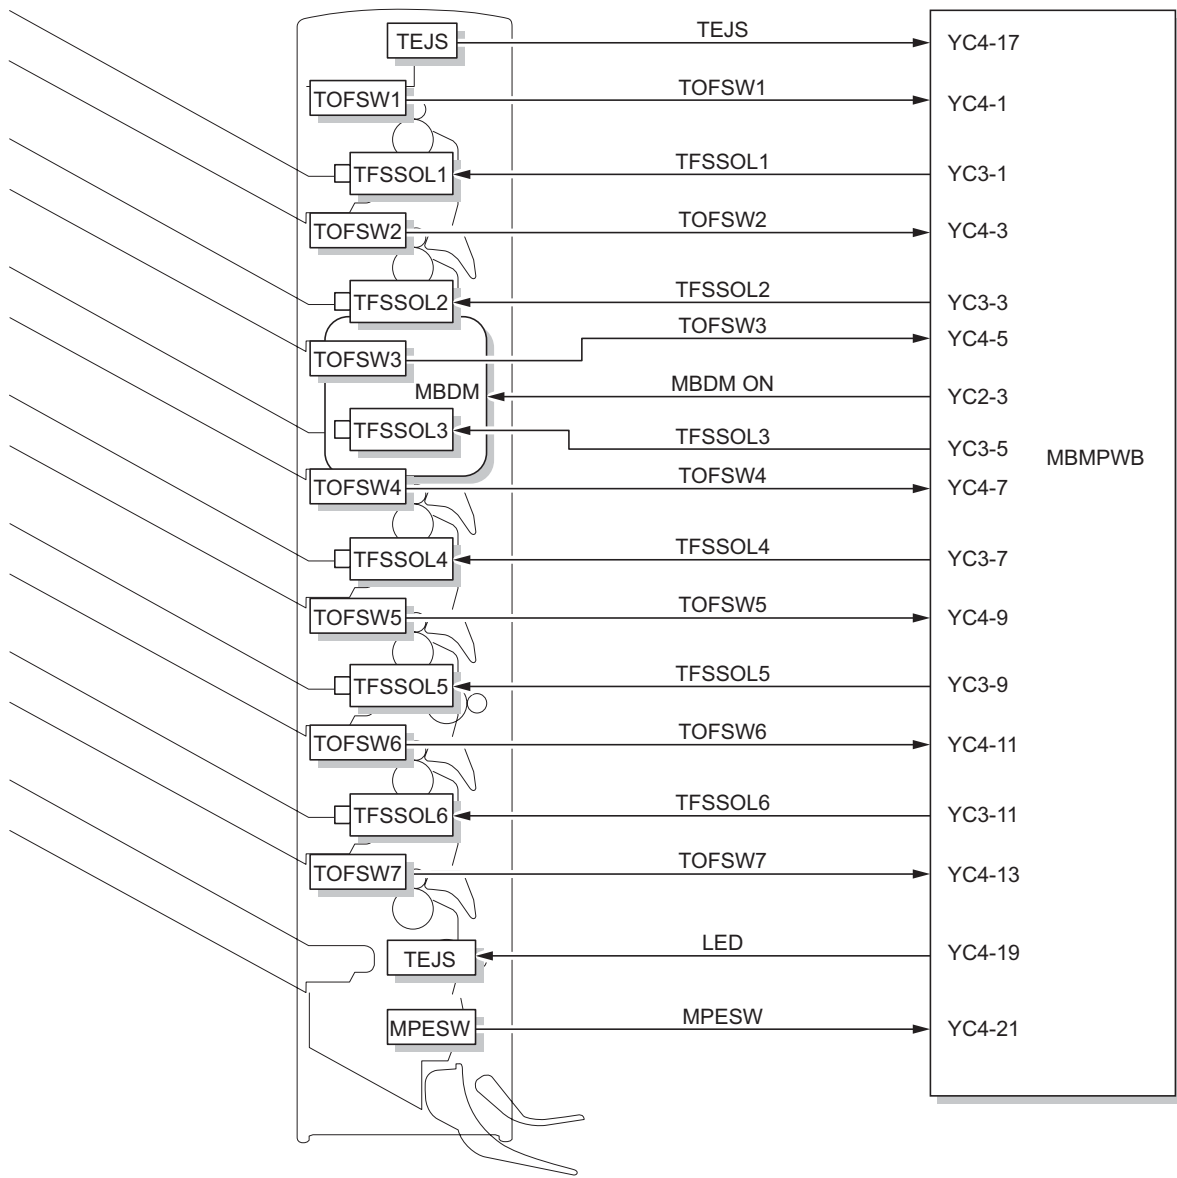 TEJS TEJS YC4-17
TOFSW1 TOFSW1 YC4-1
TFSSOL1 TFSSOL1 YC3-1
TOFSW2 TOFSW2 YC4-3
TFSSOL2 TFSSOL2 YC3-3
TOFSW3 TOFSW3 YC4-5
MBDM MBDM ON YC2-3
TFSSOL3 TFSSOL3 YC3-5
MBMPWB
TOFSW4 TOFSW4 YC4-7
TFSSOL4 TFSSOL4 YC3-7
TOFSW5 TOFSW5 YC4-9
TFSSOL5 TFSSOL5 YC3-9
TOFSW6 TOFSW6 YC4-11
TFSSOL6 TFSSOL6 YC3-11
TOFSW7 TOFSW7 YC4-13
TEJS LED YC4-19
MPESW MPESW YC4-21